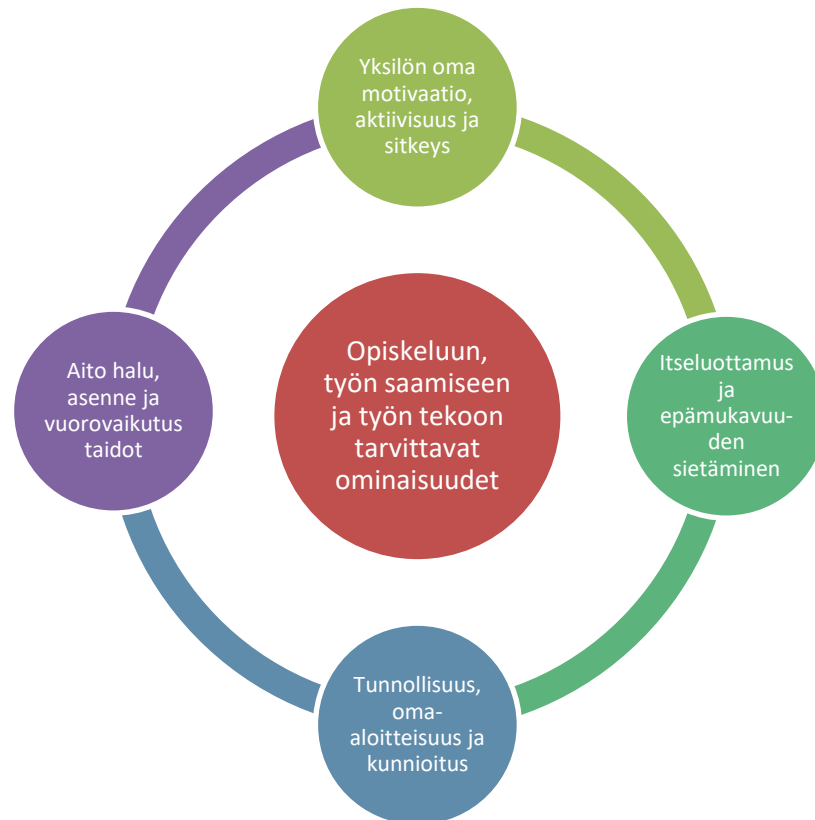 Yksilön oma
motivaatio,
aktiivisuus ja
sitkeys
Itseluottamus
ja
epämukavuu-
den
sietäminen
Tunnollisuus,
oma-
aloitteisuus ja
kunnioitus
Aito halu,
asenne ja
vuorovaikutus
taidot
Opiskeluun,
työn saamiseen
ja työn tekoon
tarvittavat
ominaisuudet